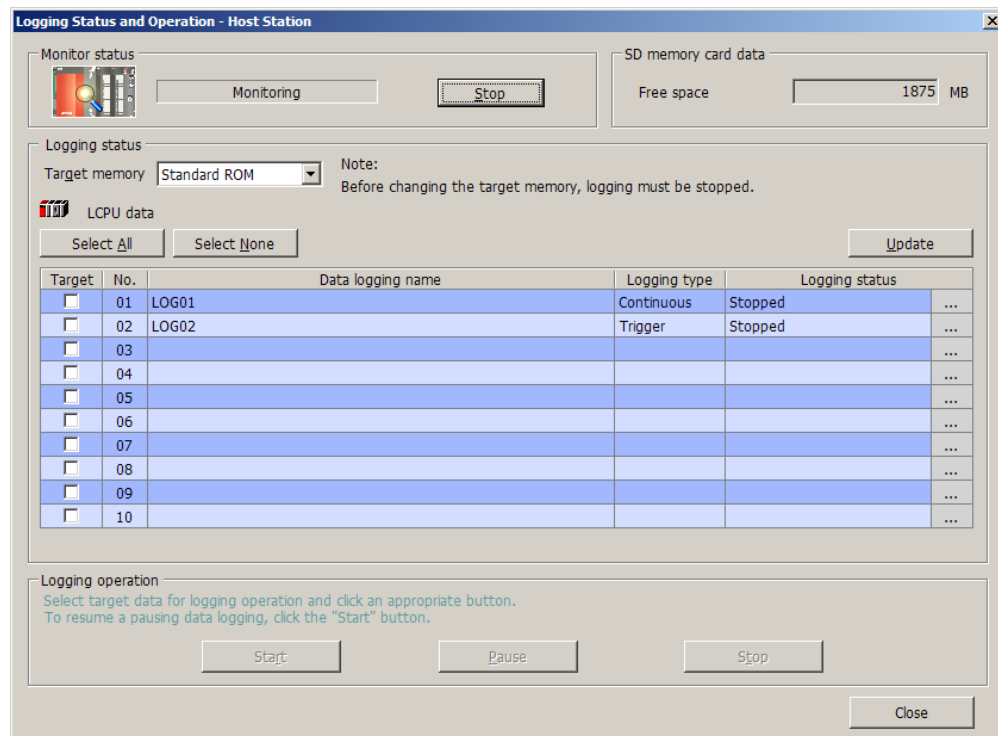 Logging Status and Operation - Host Station
Monitor status
Monitoring
Stop
SD memory card data
Free space 1875 MB
Logging status
Target memory Standard ROM
Note:
Before changing the target memory, logging must be stopped.
LCPU data
Select All Select None Update
Target No. Data logging name Logging type Logging status
01 LOG01 Continuous Stopped ...
02 LOG02 Trigger Stopped ...
03 ...
04 ...
05 ...
06 ...
07 ...
08 ...
09 ...
10 ...
Logging operation
Select target data for logging operation and click an appropriate button.
To resume a pausing data logging, click the "Start" button.
Start Pause Stop
Close